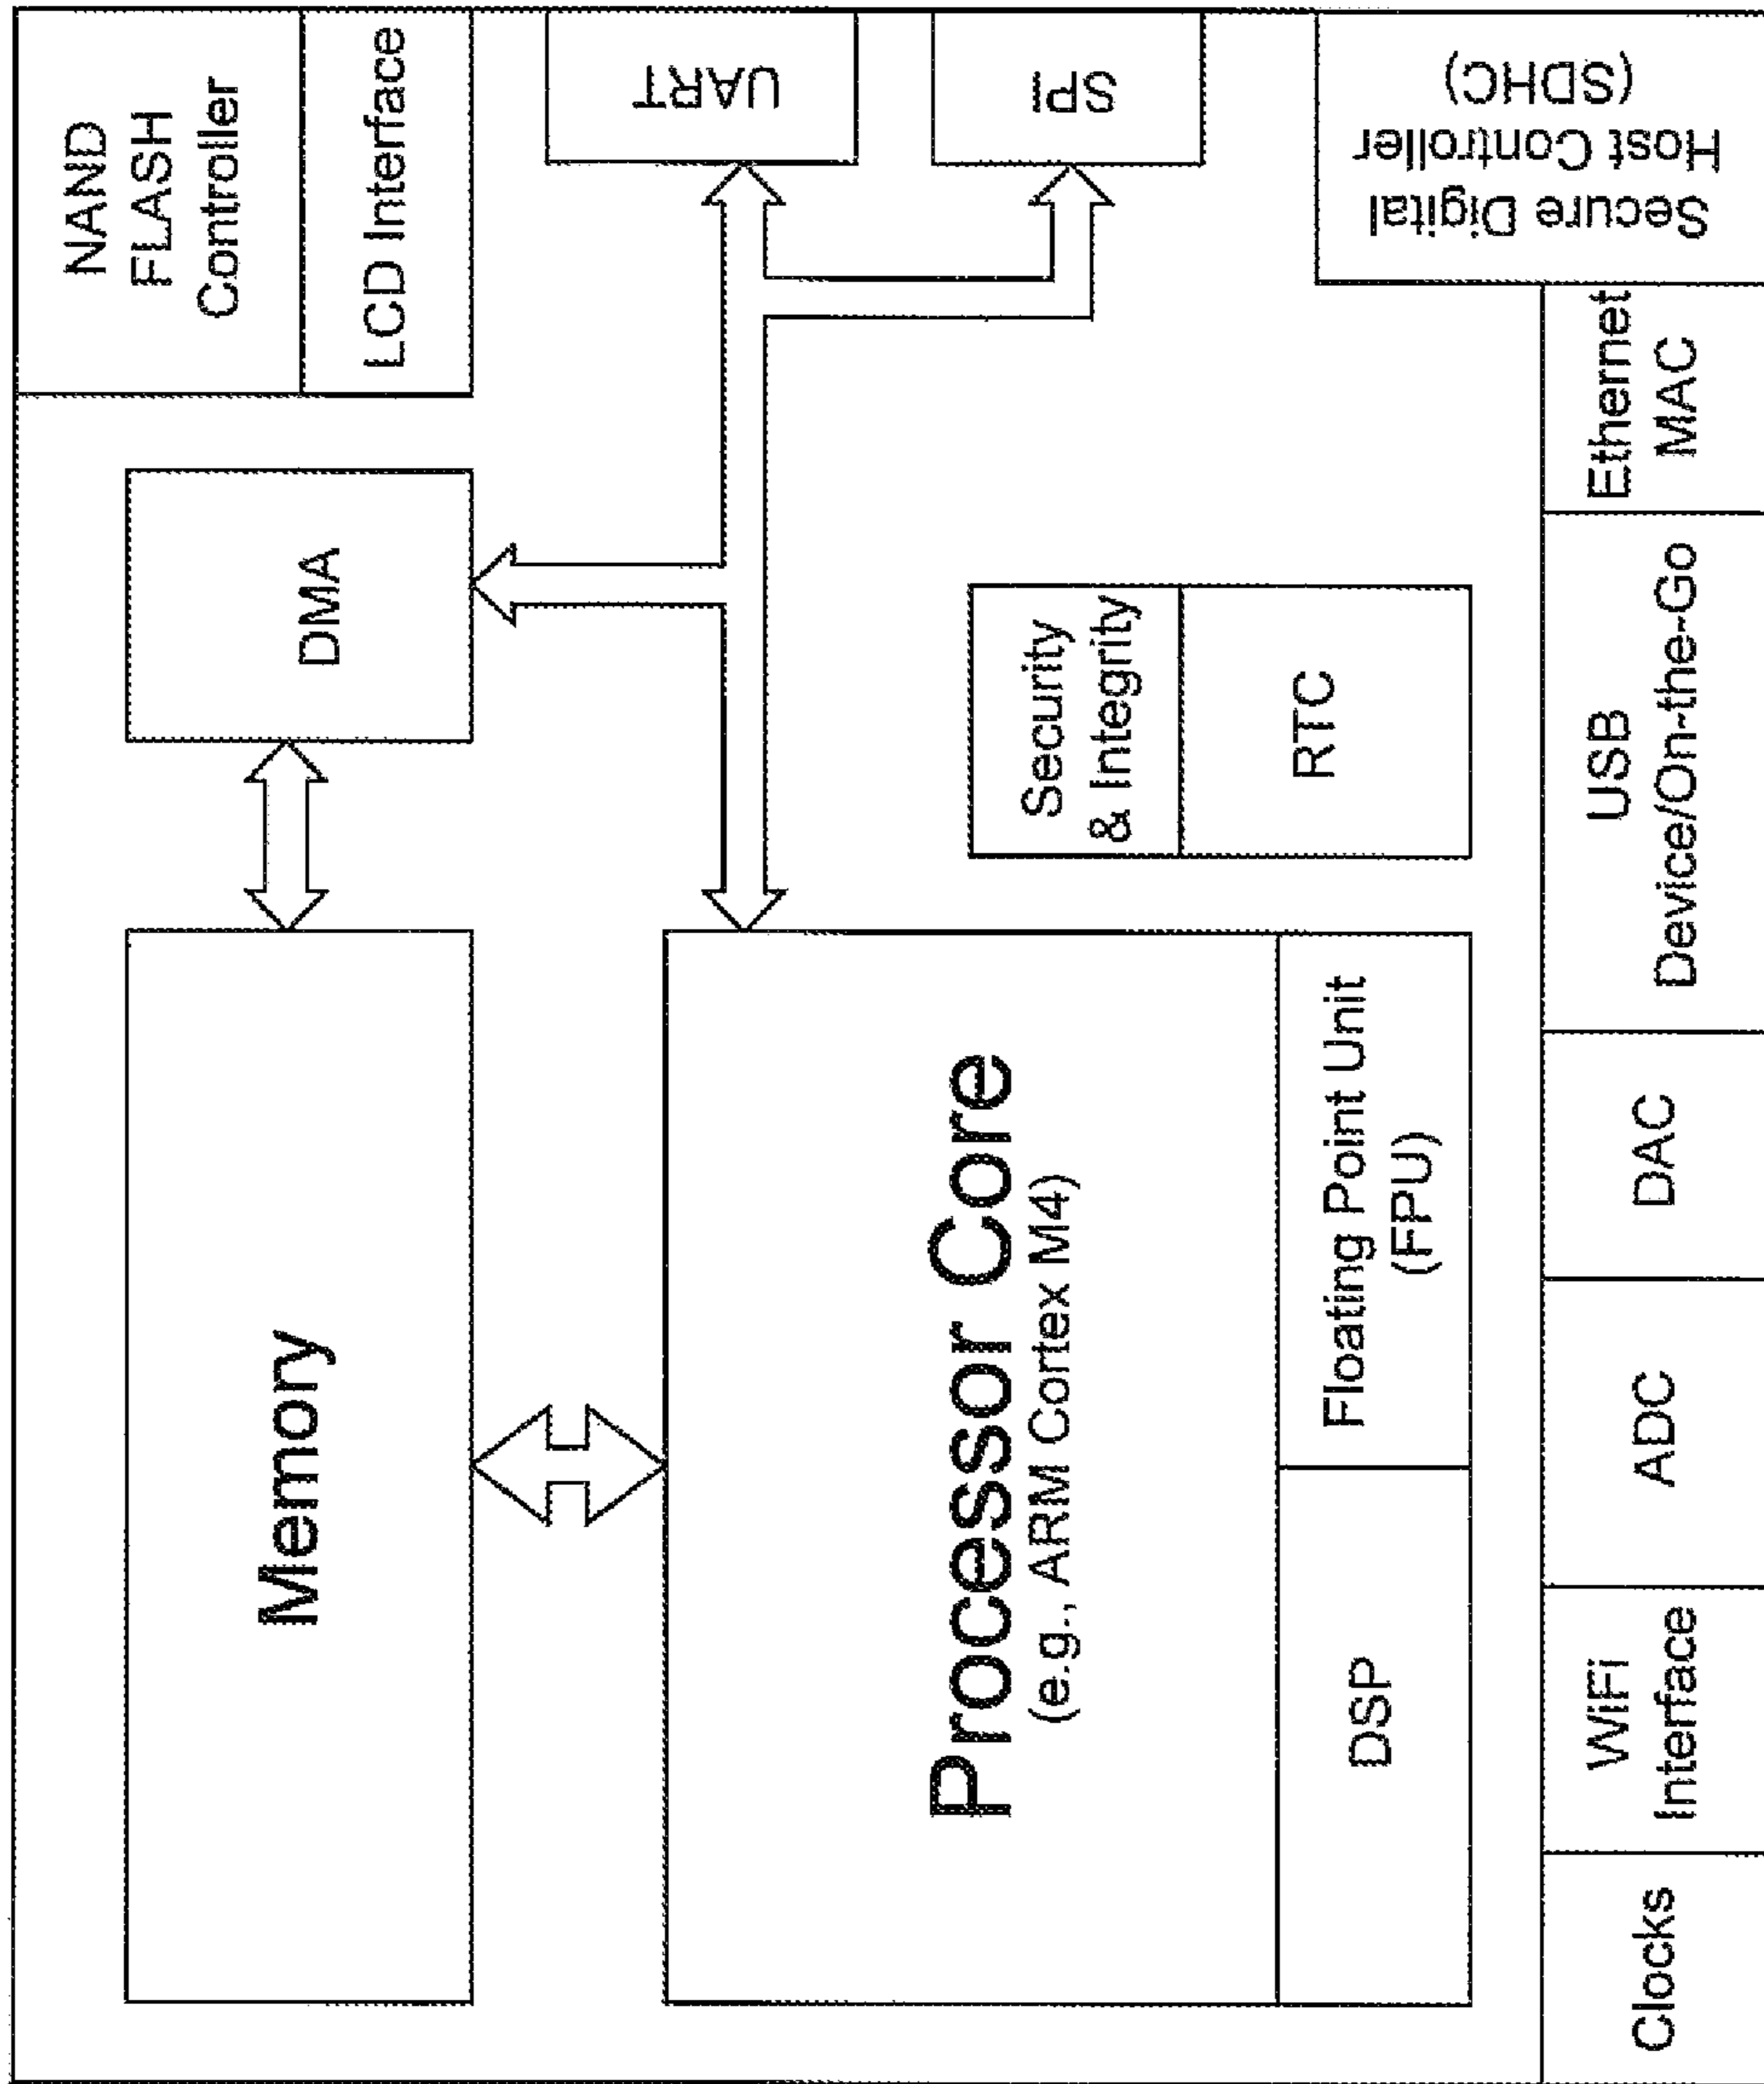 NAND
FLASH
Controller
LCD Interface
UART
SPI
Secure Digital
Host Controller
(SDHC)
DMA
Memory
Processor Core
(e.g., ARM Cortex M4)
DSP
Floating Point Unit
(FPU)
Security
& Integrity
RTC
Clocks
WiFi
Interface
ADC
DAC
USB
Device/On-the-Go
Ethernet
MAC